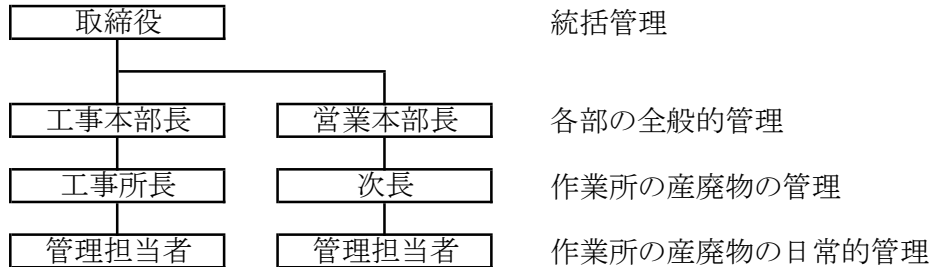 取締役 統括管理
工事本部長 営業本部長 各部の全般的管理
工事所長 次長 作業所の産廃物の管理
管理担当者 管理担当者 作業所の産廃物の日常的管理